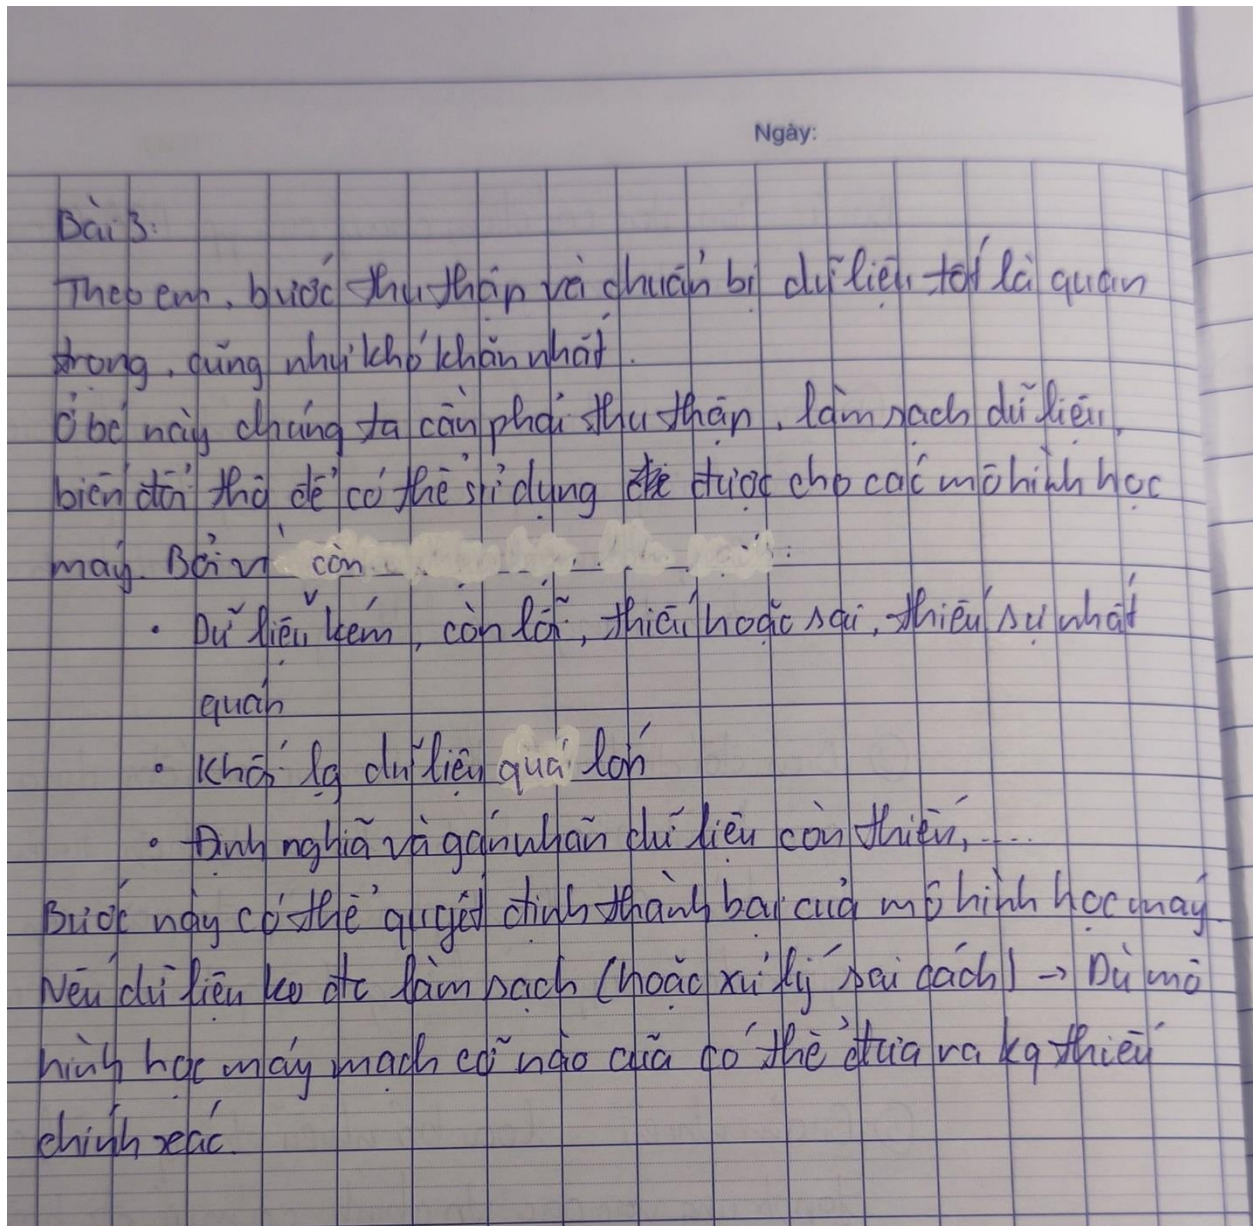 Ngày:
Bài 3:
Theo em, bước thu thập và chuẩn bị dữ liệu tốt là quan
trọng, cũng như khó khăn nhất.
Ở bc này chúng ta cần phải thu thập, làm sạch dữ liệu,
biến đổi thô để có thể sử dụng được cho các mô hình học
máy. Bởi vì còn
• Dữ liệu kém, còn lỗi, thiếu hoặc sai, thiếu sự nhất
quán
• Khối lg dữ liệu quá lớn
• Định nghĩa và gán nhãn dữ liệu còn thiếu, ....
Bước này có thể quyết định thành bại của mô hình học máy.
Nếu dữ liệu ko đc làm sạch (hoặc xử lý sai cách) → Dù mô
hình học máy mạch cỡ nào cũng có thể đưa ra kq thiếu
chính xác.